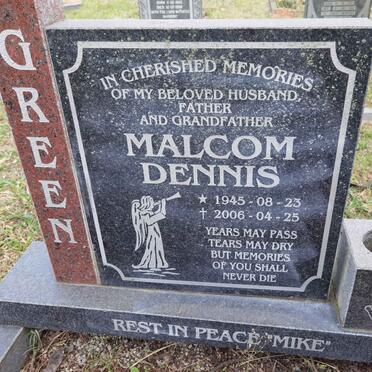 GREEN
IN CHERISHED MEMORIES
OF MY BELOVED HUSBAND,
FATHER
AND GRANDFATHER
MALCOM
DENNIS
★ 1945 - 08 - 23
† 2006 - 04 - 25
YEARS MAY PASS
TEARS MAY DRY
BUT MEMORIES
OF YOU SHALL
NEVER DIE
REST IN PEACE "MIKE"